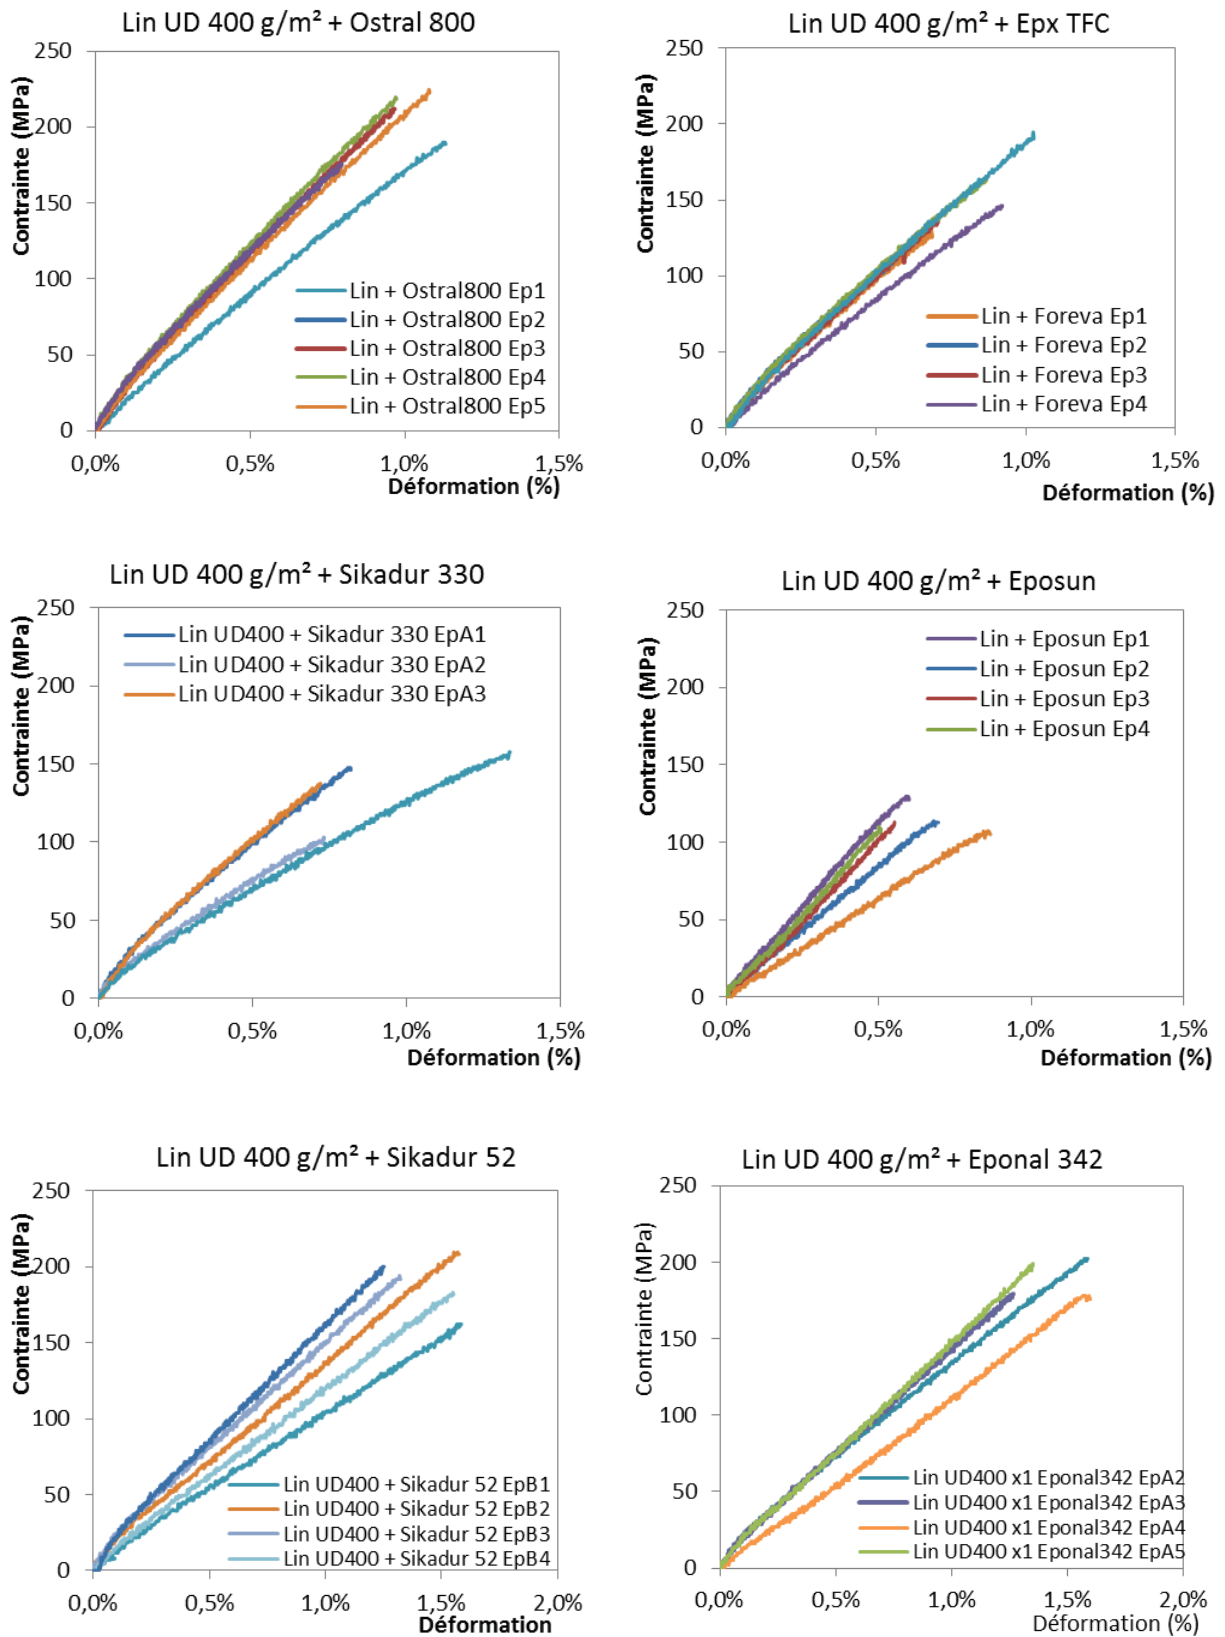 Lin UD 400 g/m² + Ostral 800
Contrainte (MPa)
250
200
150
100
50
0
Lin + Ostral800 Ep1
Lin + Ostral800 Ep2
Lin + Ostral800 Ep3
Lin + Ostral800 Ep4
Lin + Ostral800 Ep5
0,0% 0,5% 1,0% 1,5%
Déformation (%)
Lin UD 400 g/m² + Epx TFC
Contrainte (MPa)
250
200
150
100
50
0
Lin + Foreva Ep1
Lin + Foreva Ep2
Lin + Foreva Ep3
Lin + Foreva Ep4
0,0% 0,5% 1,0% 1,5%
Déformation (%)
Lin UD 400 g/m² + Sikadur 330
Contrainte (MPa)
250
200
150
100
50
0
Lin UD400 + Sikadur 330 EpA1
Lin UD400 + Sikadur 330 EpA2
Lin UD400 + Sikadur 330 EpA3
0,0% 0,5% 1,0% 1,5%
Déformation (%)
Lin UD 400 g/m² + Eposun
Contrainte (MPa)
250
200
150
100
50
0
Lin + Eposun Ep1
Lin + Eposun Ep2
Lin + Eposun Ep3
Lin + Eposun Ep4
0,0% 0,5% 1,0% 1,5%
Déformation (%)
Lin UD 400 g/m² + Sikadur 52
Contrainte (MPa)
250
200
150
100
50
0
Lin UD400 + Sikadur 52 EpB1
Lin UD400 + Sikadur 52 EpB2
Lin UD400 + Sikadur 52 EpB3
Lin UD400 + Sikadur 52 EpB4
0,0% 0,5% 1,0% 1,5% 2,0%
Déformation
Lin UD 400 g/m² + Eponal 342
Contrainte (MPa)
250
200
150
100
50
0
Lin UD400 x1 Eponal342 EpA2
Lin UD400 x1 Eponal342 EpA3
Lin UD400 x1 Eponal342 EpA4
Lin UD400 x1 Eponal342 EpA5
0,0% 0,5% 1,0% 1,5% 2,0%
Déformation (%)